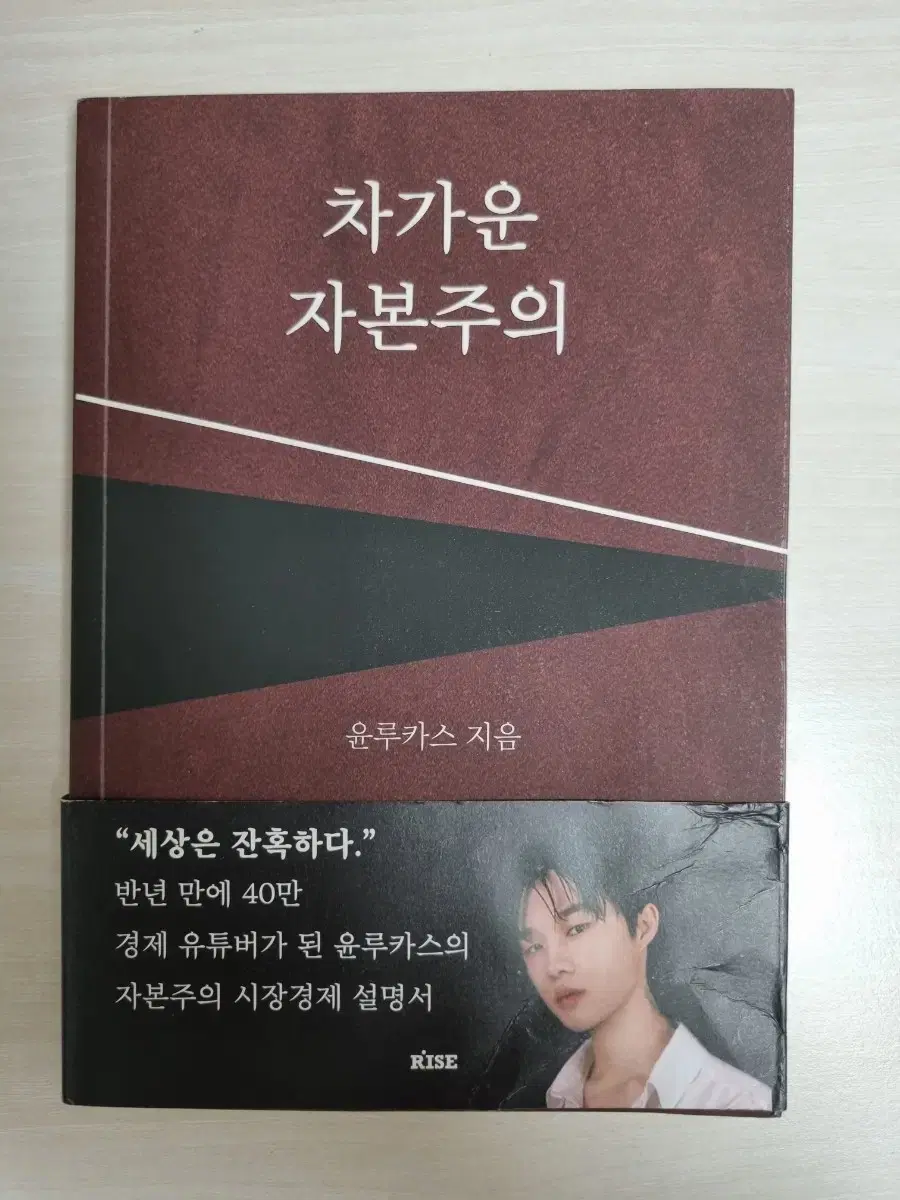 차가운
자본주의
윤루카스 지음
“세상은 잔혹하다.”
반년 만에 40만
경제 유튜버가 된 윤루카스의
자본주의 시장경제 설명서
RISE